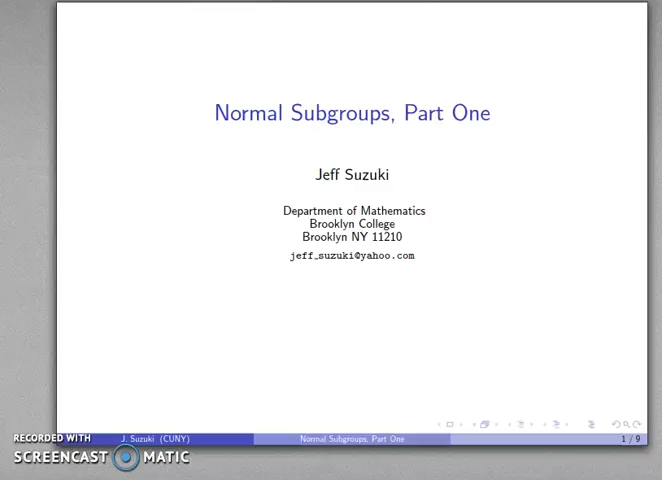 Normal Subgroups, Part One
Jeff Suzuki
Department of Mathematics
Brooklyn College
Brooklyn NY 11210
jeff_suzuki@yahoo.com
J. Suzuki (CUNY)
Normal Subgroups, Part One
1 / 9
RECORDED WITH
SCREENCAST MATIC